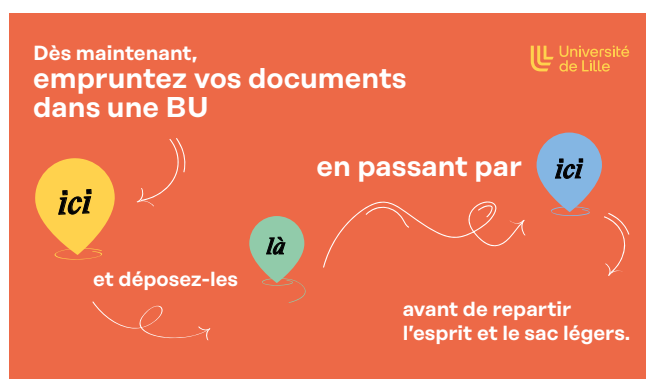 Dès maintenant,
empruntez vos documents
dans une BU
Université
de Lille
ici
et déposez-les
là
en passant par
ici
avant de repartir
l'esprit et le sac légers.